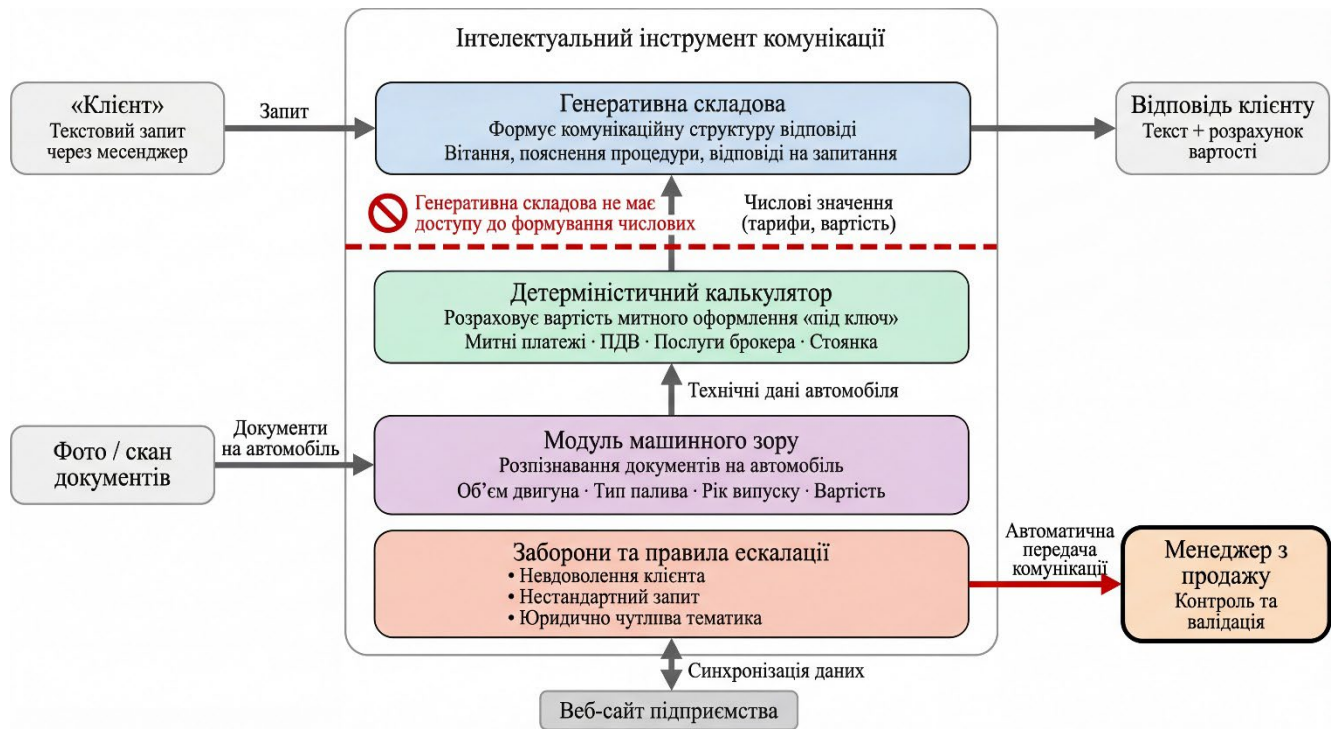 Інтелектуальний інструмент комунікації
«Клієнт»
Текстовий запит
через месенджер
Запит
Генеративна складова
Формує комунікаційну структуру відповіді
Вітання, пояснення процедури, відповіді на запитання
Відповідь клієнту
Текст + розрахунок
вартості
Генеративна складова не має
доступу до формування числових
Числові значення
(тарифи, вартість)
Детерміністичний калькулятор
Розраховує вартість митного оформлення «під ключ»
Митні платежі · ПДВ · Послуги брокера · Стоянка
Технічні дані автомобіля
Фото / скан
документів
Документи
на автомобіль
Модуль машинного зору
Розпізнавання документів на автомобіль
Об’єм двигуна · Тип палива · Рік випуску · Вартість
Заборони та правила ескалації
• Невдоволення клієнта
• Нестандартний запит
• Юридично чутлива тематика
Автоматична
передача
комунікації
Менеджер з
продажу
Контроль та
валідація
Синхронізація даних
Веб-сайт підприємства